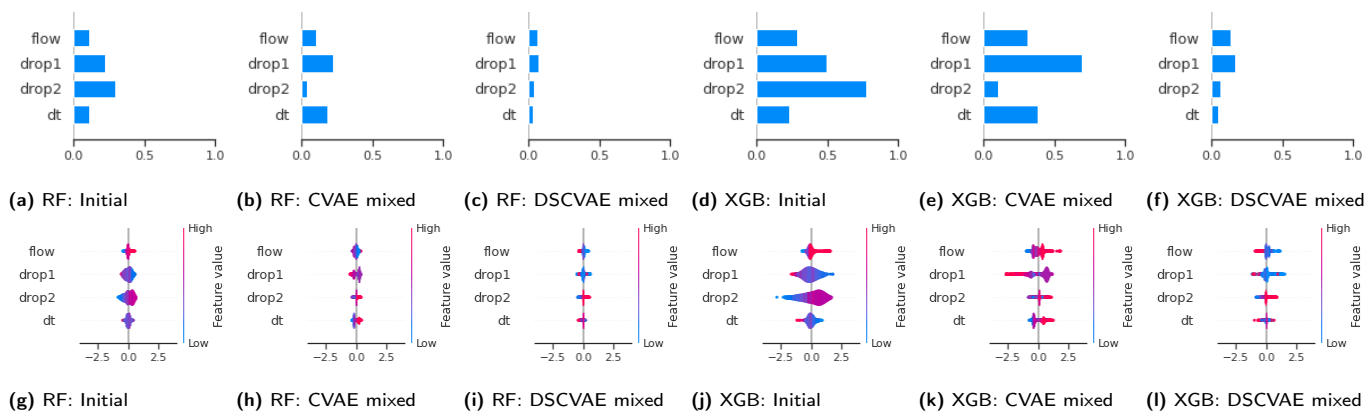 flow
drop1
drop2
dt
0.0 0.5 1.0
(a) RF: Initial
flow
drop1
drop2
dt
0.0 0.5 1.0
(b) RF: CVAE mixed
flow
drop1
drop2
dt
0.0 0.5 1.0
(c) RF: DSCVAE mixed
flow
drop1
drop2
dt
0.0 0.5 1.0
(d) XGB: Initial
flow
drop1
drop2
dt
0.0 0.5 1.0
(e) XGB: CVAE mixed
flow
drop1
drop2
dt
0.0 0.5 1.0
(f) XGB: DSCVAE mixed
flow
drop1
drop2
dt
−2.5 0.0 2.5
High
Feature value
Low
(g) RF: Initial
flow
drop1
drop2
dt
−2.5 0.0 2.5
High
Feature value
Low
(h) RF: CVAE mixed
flow
drop1
drop2
dt
−2.5 0.0 2.5
High
Feature value
Low
(i) RF: DSCVAE mixed
flow
drop1
drop2
dt
−2.5 0.0 2.5
High
Feature value
Low
(j) XGB: Initial
flow
drop1
drop2
dt
−2.5 0.0 2.5
High
Feature value
Low
(k) XGB: CVAE mixed
flow
drop1
drop2
dt
−2.5 0.0 2.5
High
Feature value
Low
(l) XGB: DSCVAE mixed